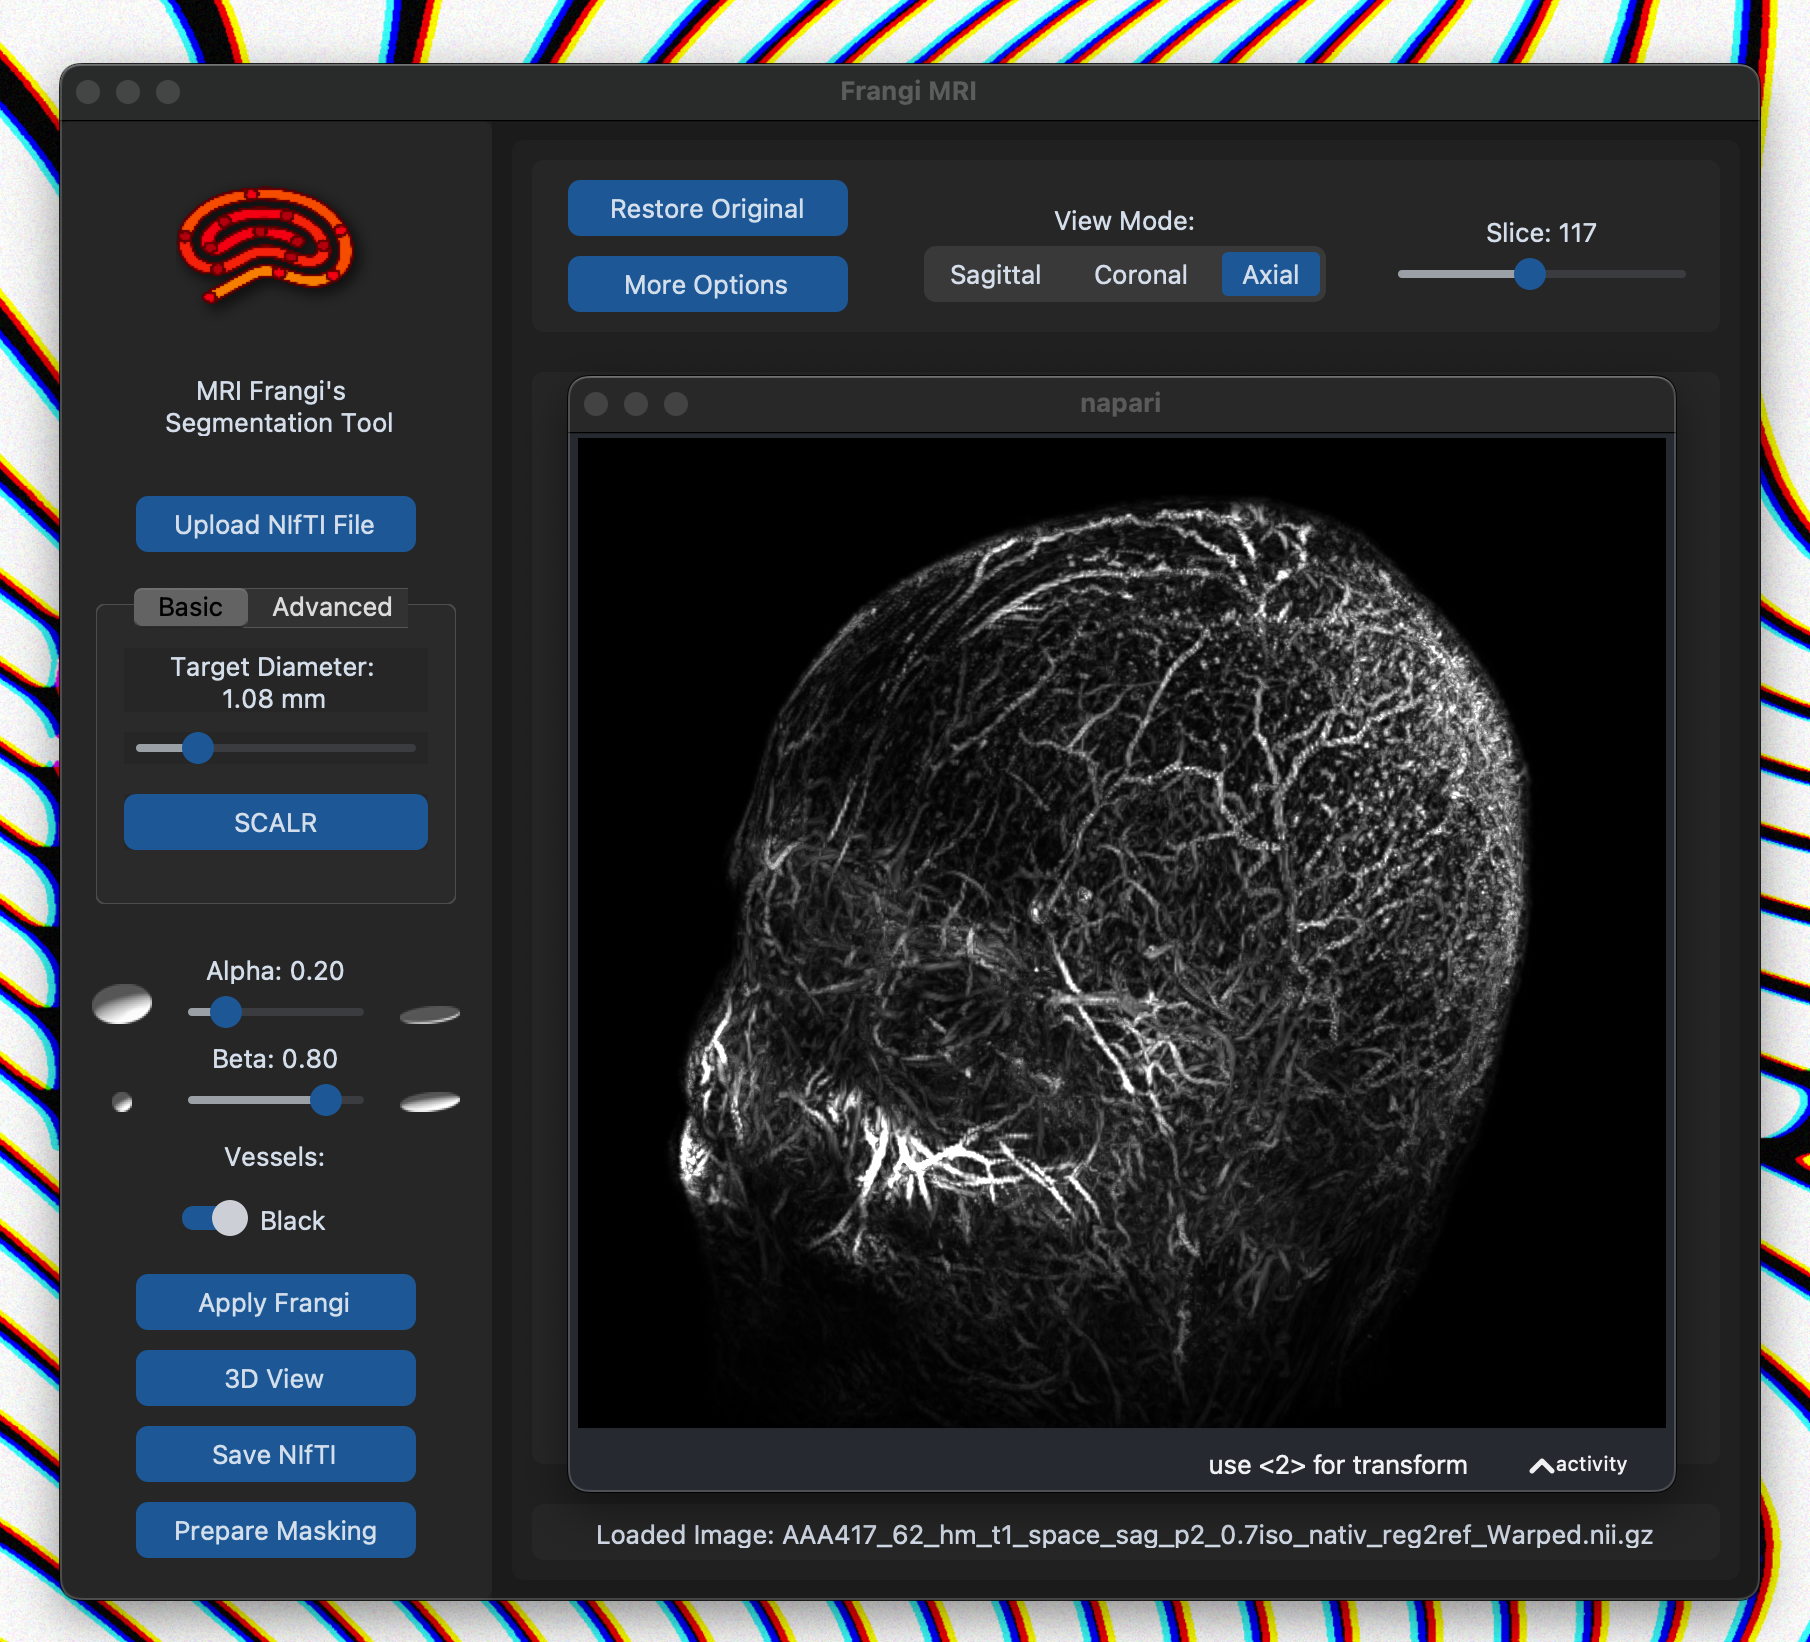 Frangi MRI
MRI Frangi's
Segmentation Tool
Upload NIfTI File
Basic
Advanced
Target Diameter:
1.08 mm
SCALR
Alpha: 0.20
Beta: 0.80
Vessels:
Black
Apply Frangi
3D View
Save NIfTI
Prepare Masking
Restore Original
More Options
View Mode:
Sagittal
Coronal
Axial
Slice: 117
napari
use <2> for transform
activity
Loaded Image: AAA417_62_hm_t1_space_sag_p2_0.7iso_nativ_reg2ref_Warped.nii.gz